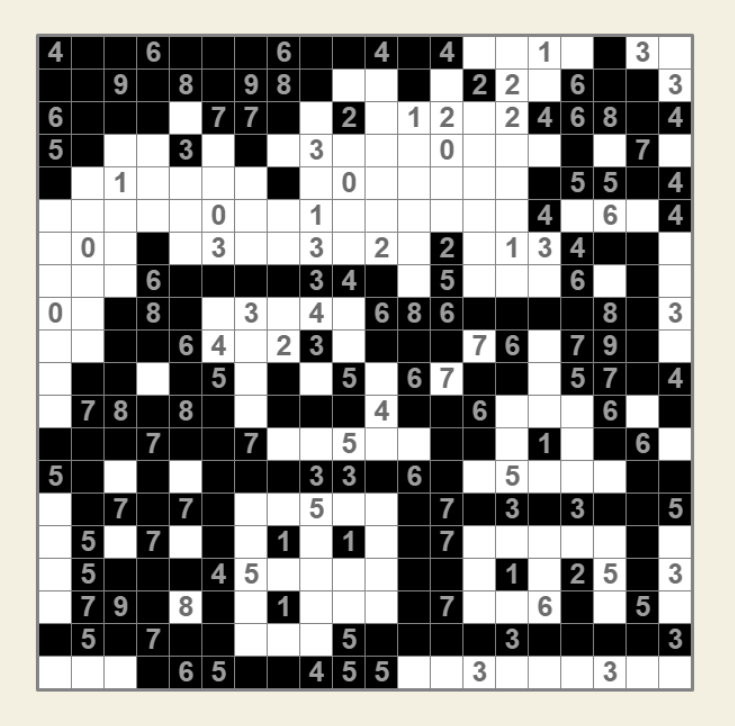 4 6 6 4 4 1 3
9 8 9 8 2 2 6 3
6 7 7 2 1 2 2 4 6 8 4
5 3 3 0 7
1 0 5 5 4
0 1 4 6 4
0 3 3 2 2 1 3 4
6 3 4 5 6
0 8 3 4 6 8 6 8 3
6 4 2 3 7 6 7 9
5 5 6 7 5 7 4
7 8 8 4 6 6
7 7 5 1 6
5 3 3 6 5
7 7 5 7 3 3 5
5 7 1 1 7
5 4 5 1 2 5 3
7 9 8 1 7 6 5
5 7 5 3 3
6 5 4 5 5 3 3